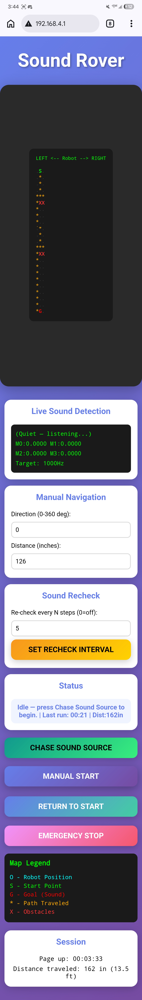 3:44
12
192.168.4.1
8
Sound Rover
LEFT <-- Robot --> RIGHT
.S.
.*.
.*.
.*.
***
*XX
*..
*..
*..
.*.
.*.
.*.
***
*XX
*..
*..
*..
*..
*..
*..
*..
*..
*G.
Live Sound Detection
(Quiet — listening...)
M0:0.0000 M1:0.0000
M2:0.0000 M3:0.0000
Target: 1000Hz
Manual Navigation
Direction (0-360 deg):
0
Distance (inches):
126
Sound Recheck
Re-check every N steps (0=off):
5
SET RECHECK INTERVAL
Status
Idle — press Chase Sound Source to
begin. | Last run: 00:21 | Dist:162in
CHASE SOUND SOURCE
MANUAL START
RETURN TO START
EMERGENCY STOP
Map Legend
O - Robot Position
S - Start Point
G - Goal (Sound)
* - Path Traveled
X - Obstacles
Session
Page up: 00:03:33
Distance traveled: 162 in (13.5
ft)